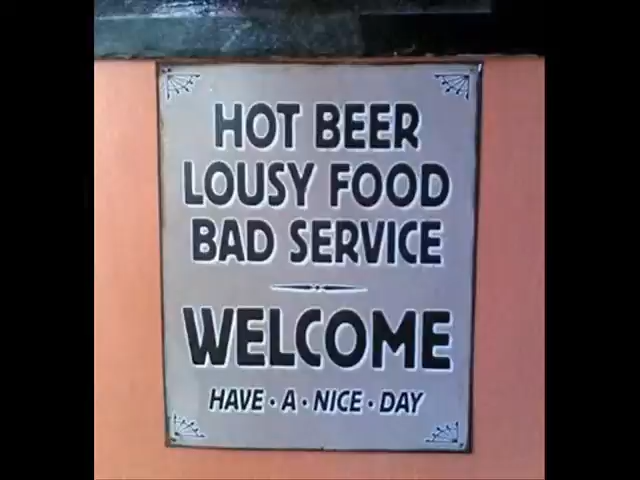 HOT BEER
LOUSY FOOD
BAD SERVICE
WELCOME
HAVE • A • NICE • DAY